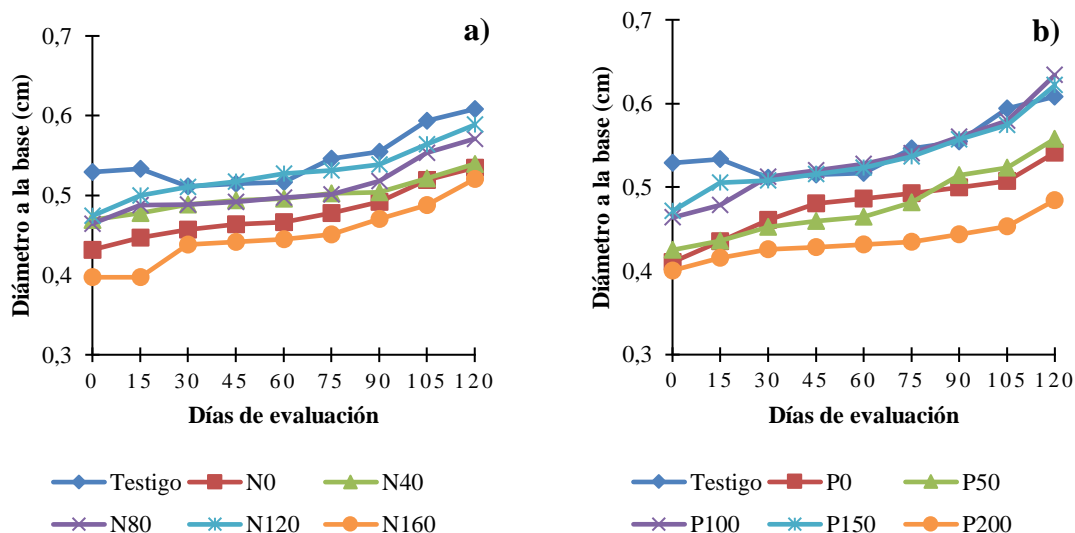 a)
0,7
0,6
0,5
0,4
0,3
Diámetro a la base (cm)
0 15 30 45 60 75 90 105 120
Días de evaluación
Testigo N0 N40
N80 N120 N160
b)
0,7
0,6
0,5
0,4
0,3
Diámetro a la base (cm)
0 15 30 45 60 75 90 105 120
Días de evaluación
Testigo P0 P50
P100 P150 P200